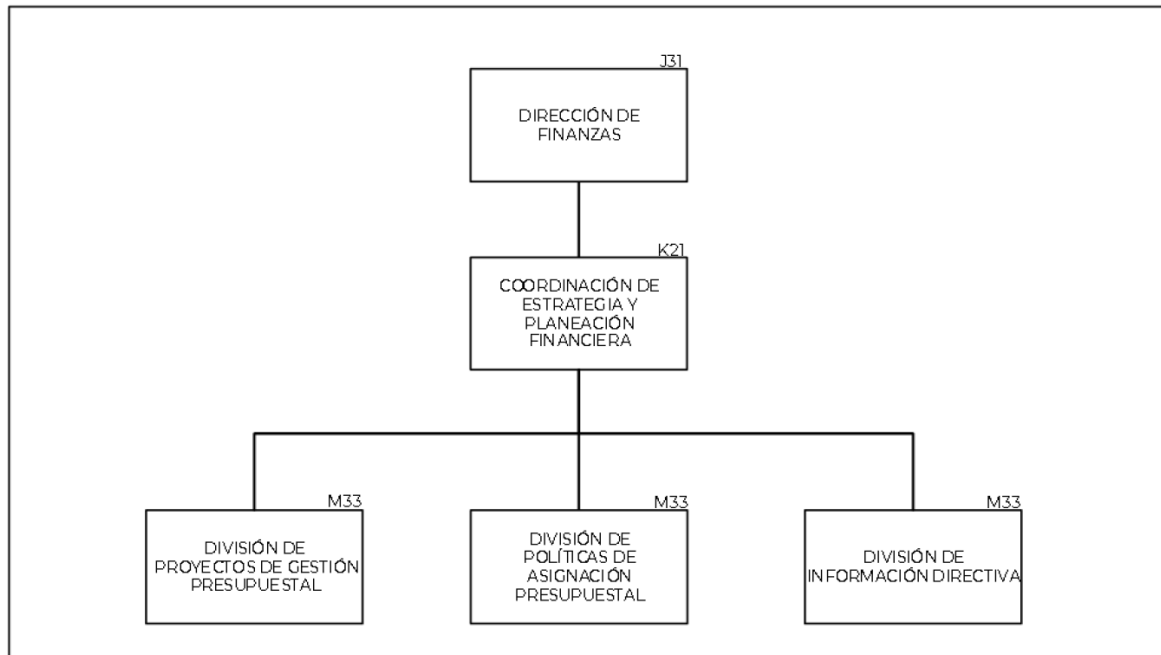 J31
DIRECCIÓN DE
FINANZAS
K21
COORDINACIÓN DE
ESTRATEGIA Y
PLANEACIÓN
FINANCIERA
M33
DIVISIÓN DE
PROYECTOS DE GESTIÓN
PRESUPUESTAL
M33
DIVISIÓN DE
POLÍTICAS DE
ASIGNACIÓN
PRESUPUESTAL
M33
DIVISIÓN DE
INFORMACIÓN DIRECTIVA